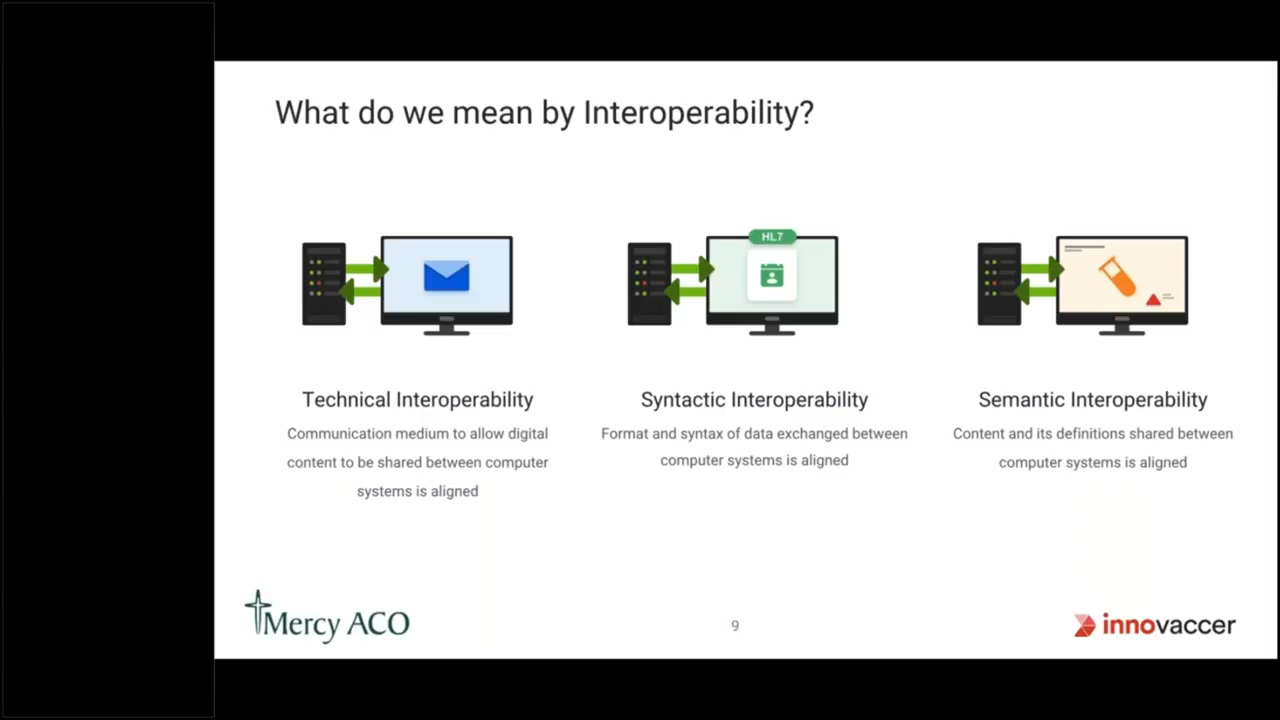 What do we mean by Interoperability?
HL7
Technical Interoperability
Communication medium to allow digital
content to be shared between computer
systems is aligned
Syntactic Interoperability
Format and syntax of data exchanged between
computer systems is aligned
Semantic Interoperability
Content and its definitions shared between
computer systems is aligned
Mercy ACO
9
innovaccer